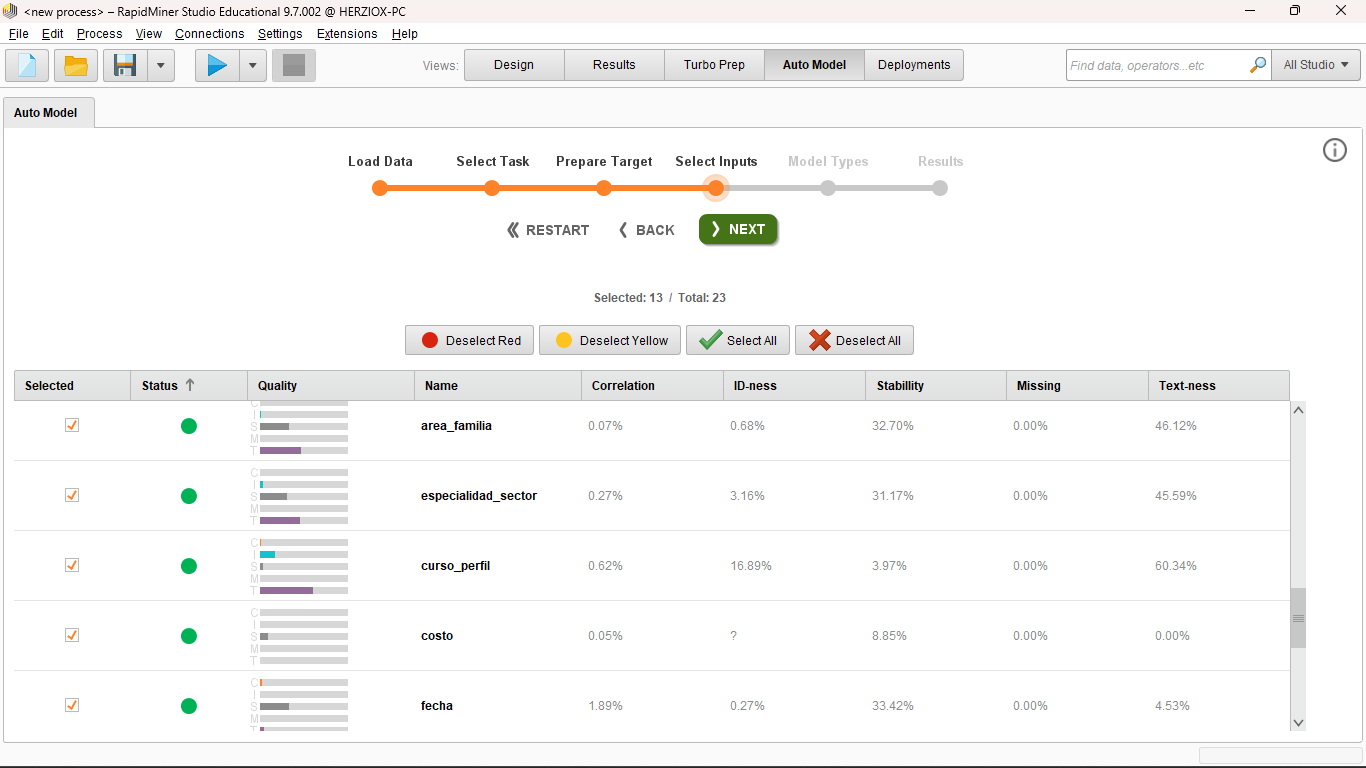 <new process> – RapidMiner Studio Educational 9.7.002 @ HERZIOX-PC
File Edit Process View Connections Settings Extensions Help
Views: Design Results Turbo Prep Auto Model Deployments Find data, operators...etc All Studio
Auto Model
Load Data Select Task Prepare Target Select Inputs Model Types Results
RESTART BACK NEXT
Selected: 13 / Total: 23
Deselect Red Deselect Yellow Select All Deselect All
Selected Status Quality Name Correlation ID-ness Stabillity Missing Text-ness
C I S M T area_familia 0.07% 0.68% 32.70% 0.00% 46.12%
C I S M T especialidad_sector 0.27% 3.16% 31.17% 0.00% 45.59%
C I S M T curso_perfil 0.62% 16.89% 3.97% 0.00% 60.34%
C I S M T costo 0.05% ? 8.85% 0.00% 0.00%
C I S M T fecha 1.89% 0.27% 33.42% 0.00% 4.53%